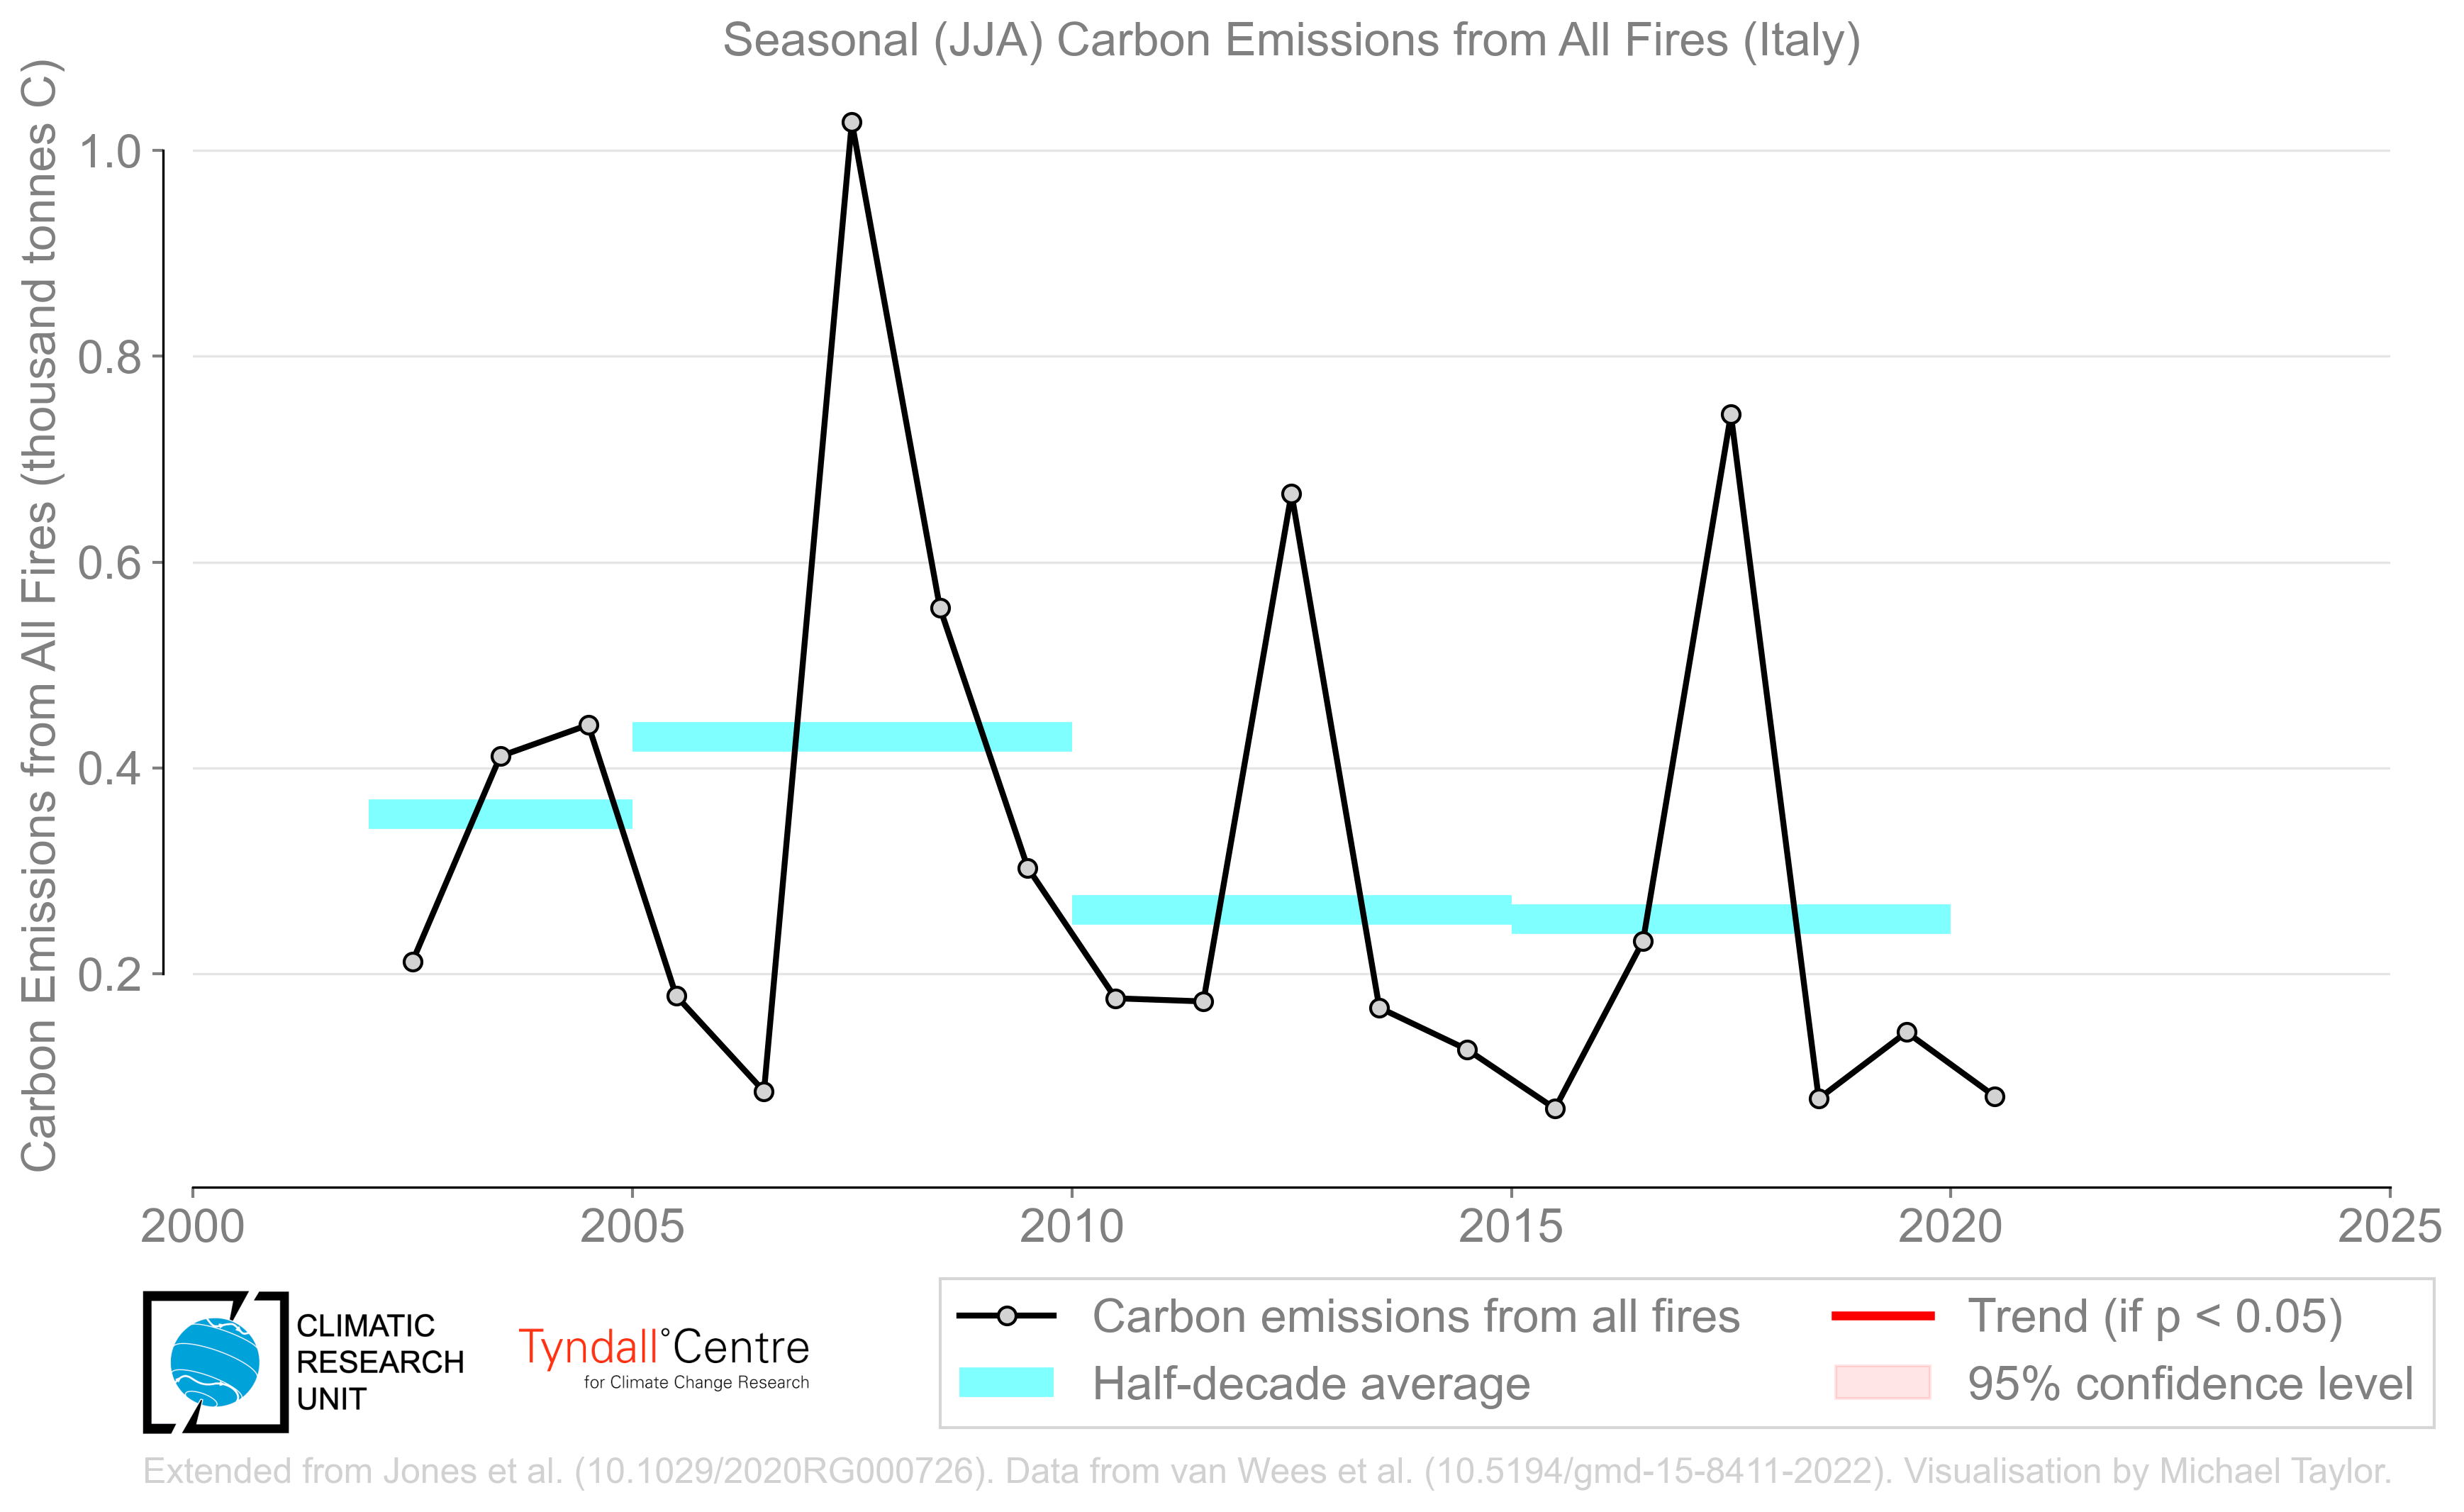 Seasonal (JJA) Carbon Emissions from All Fires (Italy)
Carbon Emissions from All Fires (thousand tonnes C)
1.0
0.8
0.6
0.4
0.2
2000 2005 2010 2015 2020 2025
CLIMATIC
RESEARCH
UNIT
Tyndall°Centre
for Climate Change Research
Carbon emissions from all fires
Half-decade average
Trend (if p < 0.05)
95% confidence level
Extended from Jones et al. (10.1029/2020RG000726). Data from van Wees et al. (10.5194/gmd-15-8411-2022). Visualisation by Michael Taylor.